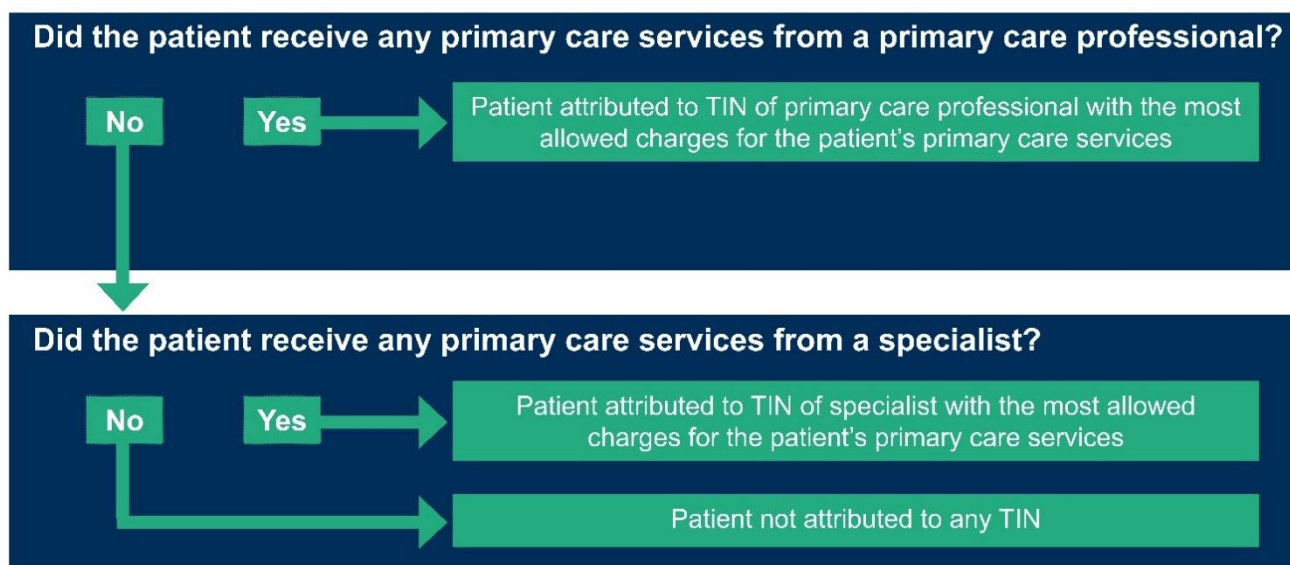 Did the patient receive any primary care services from a primary care professional?
No
Yes
Patient attributed to TIN of primary care professional with the most
allowed charges for the patient's primary care services
Did the patient receive any primary care services from a specialist?
No
Yes
Patient attributed to TIN of specialist with the most allowed
charges for the patient's primary care services
Patient not attributed to any TIN